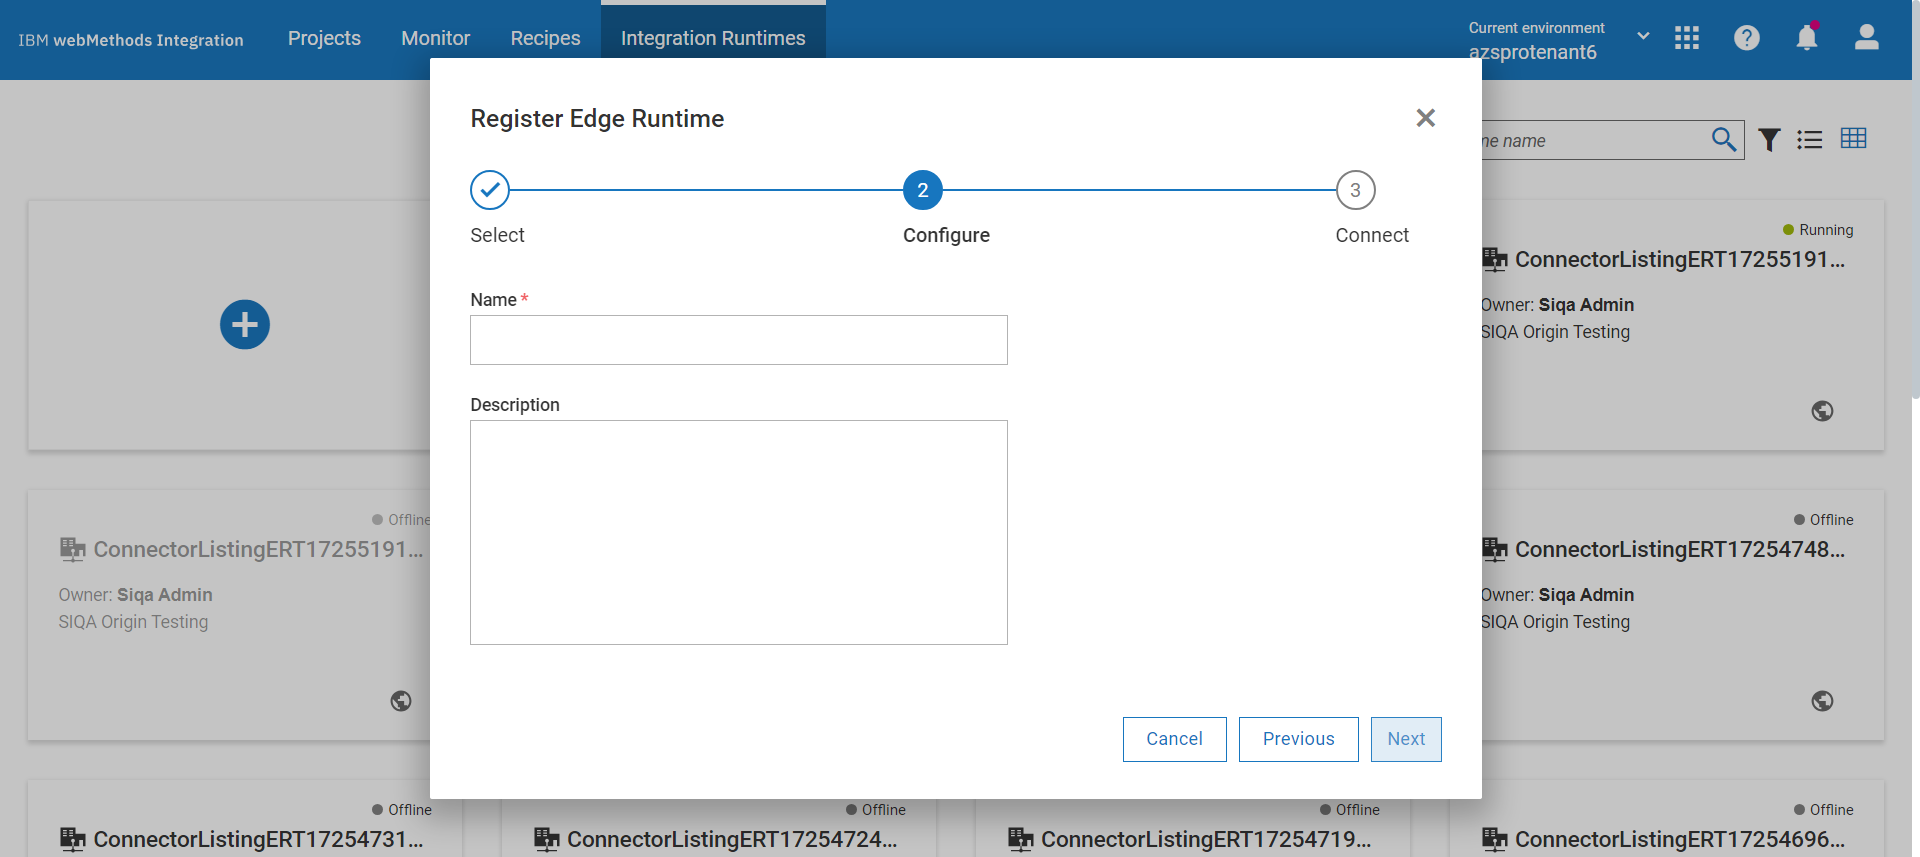 IBM webMethods Integration
Projects
Monitor
Recipes
Integration Runtimes
Current environment
azsprotenant6
Register Edge Runtime
2
3
Select
Configure
Connect
Name *
Description
Cancel
Previous
Next
me name
Running
ConnectorListingERT17255191...
Owner: Siqa Admin
SIQA Origin Testing
Offline
ConnectorListingERT17255191...
Owner: Siqa Admin
SIQA Origin Testing
Offline
ConnectorListingERT17254748...
Owner: Siqa Admin
SIQA Origin Testing
Offline
ConnectorListingERT17254731...
Offline
ConnectorListingERT17254724...
Offline
ConnectorListingERT17254719...
Offline
ConnectorListingERT17254696...